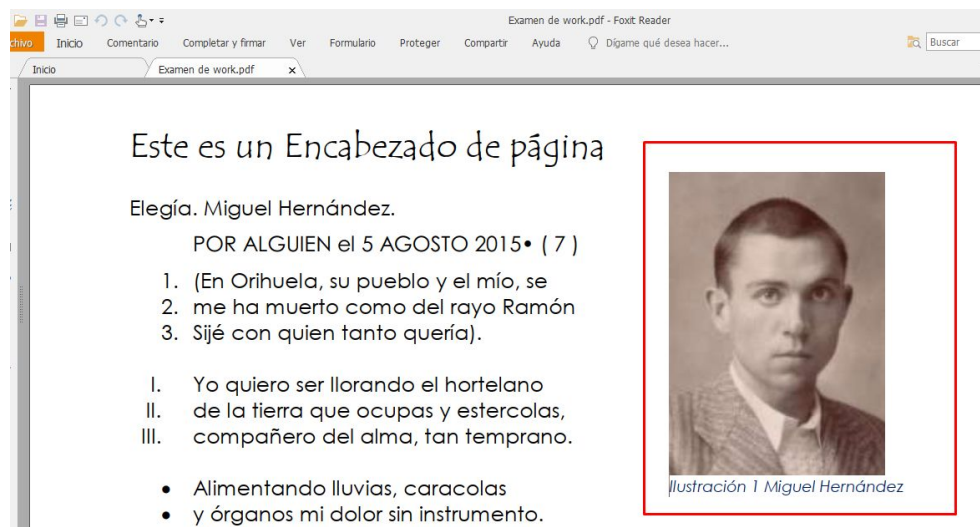 Examen de work.pdf - Foxit Reader
chivo Inicio Comentario Completar y firmar Ver Formulario Proteger Compartir Ayuda Dígame qué desea hacer... Buscar
Inicio Examen de work.pdf x
Este es un Encabezado de página
Elegía. Miguel Hernández.
POR ALGUIEN el 5 AGOSTO 2015• ( 7 )
1. (En Orihuela, su pueblo y el mío, se
2. me ha muerto como del rayo Ramón
3. Sijé con quien tanto quería).
I. Yo quiero ser llorando el hortelano
II. de la tierra que ocupas y estercolas,
III. compañero del alma, tan temprano.
• Alimentando lluvias, caracolas
• y órganos mi dolor sin instrumento.
Ilustración 1 Miguel Hernández